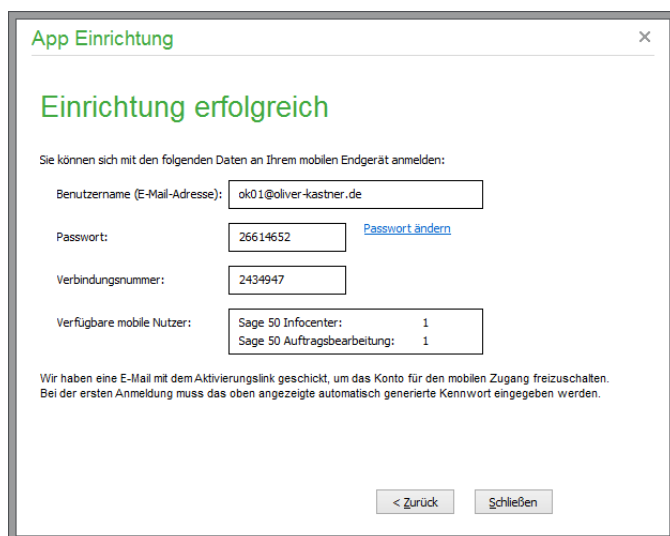 App Einrichtung
Einrichtung erfolgreich
Sie können sich mit den folgenden Daten an Ihrem mobilen Endgerät anmelden:
Benutzername (E-Mail-Adresse): ok01@oliver-kastner.de
Passwort: 26614652 Passwort ändern
Verbindungsnummer: 2434947
Verfügbare mobile Nutzer: Sage 50 Infocenter: 1
Sage 50 Auftragsbearbeitung: 1
Wir haben eine E-Mail mit dem Aktivierungslink geschickt, um das Konto für den mobilen Zugang freizuschalten.
Bei der ersten Anmeldung muss das oben angezeigte automatisch generierte Kennwort eingegeben werden.
< Zurück Schließen